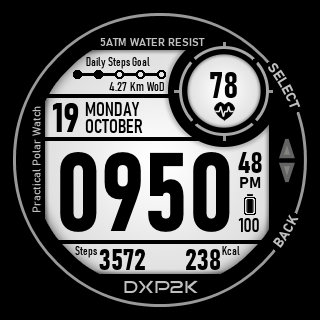 5ATM WATER RESIST
Daily Steps Goal
4.27 Km WoD
78
SELECT
19 MONDAY
OCTOBER
Practical Polar Watch
0950
48
PM
100
BACK
Steps 3572
238 Kcal
DXP2K